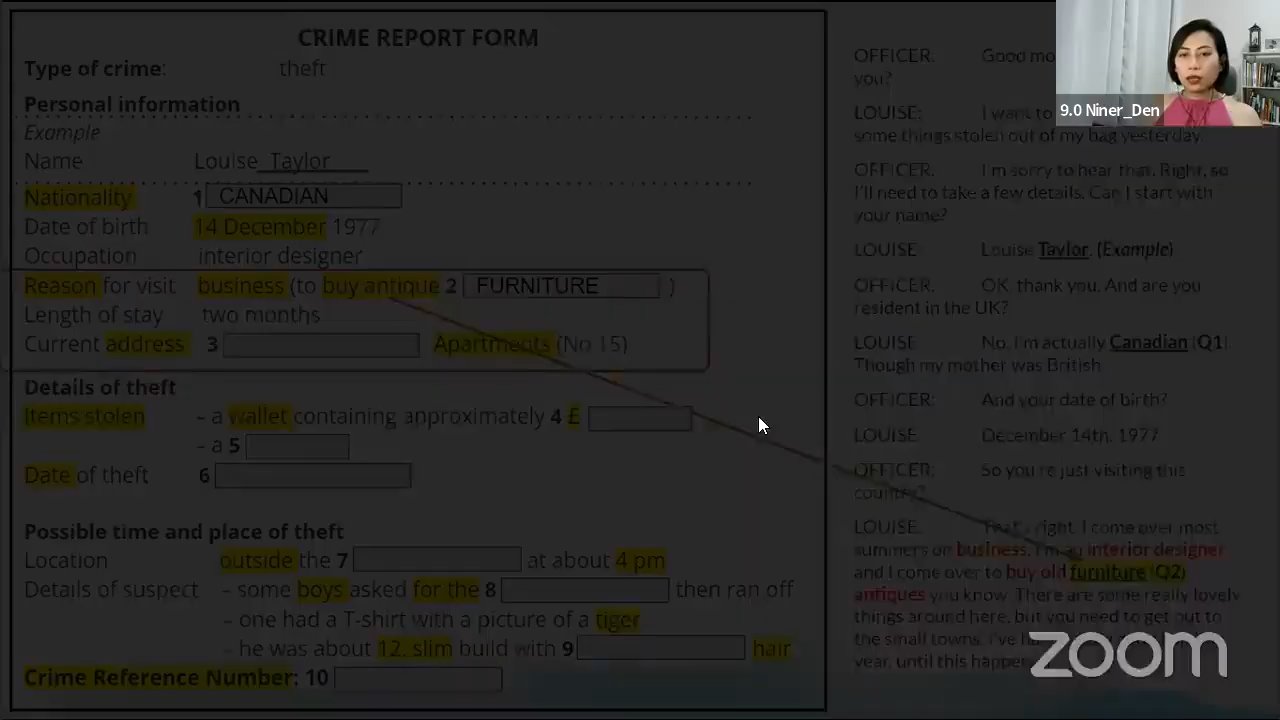 CRIME REPORT FORM
Type of crime: theft
Personal information
Example
Name Louise Taylor
Nationality 1 CANADIAN
Date of birth 14 December 1977
Occupation interior designer
Reason for visit business (to buy antique 2 FURNITURE )
Length of stay two months
Current address 3 Apartments (No 15)
Details of theft
Items stolen – a wallet containing approximately 4 £
– a 5
Date of theft 6
Possible time and place of theft
Location outside the 7 at about 4 pm
Details of suspect – some boys asked for the 8 then ran off
– one had a T-shirt with a picture of a tiger
– he was about 12, slim build with 9 hair
Crime Reference Number: 10
OFFICER: Good
you?
LOUISE: I want to
some things stolen out of my bag yesterday.
OFFICER: I'm sorry to hear that. Right, so
I'll need to take a few details. Can I start with
your name?
LOUISE: Louise Taylor. (Example)
OFFICER: OK, thank you. And are you
resident in the UK?
LOUISE: No, I'm actually Canadian (Q1).
Though my mother was British
OFFICER: And your date of birth?
LOUISE: December 14th, 1977
OFFICER: So you're just visiting this
country?
LOUISE: That's right. I come over most
summers on business. I'm an interior designer
and I come over to buy old furniture (Q2)
antiques you know. There are some really lovely
things around here, but you need to get out to
the small towns. I've
year, until this
9.0 Niner_Den
zoom